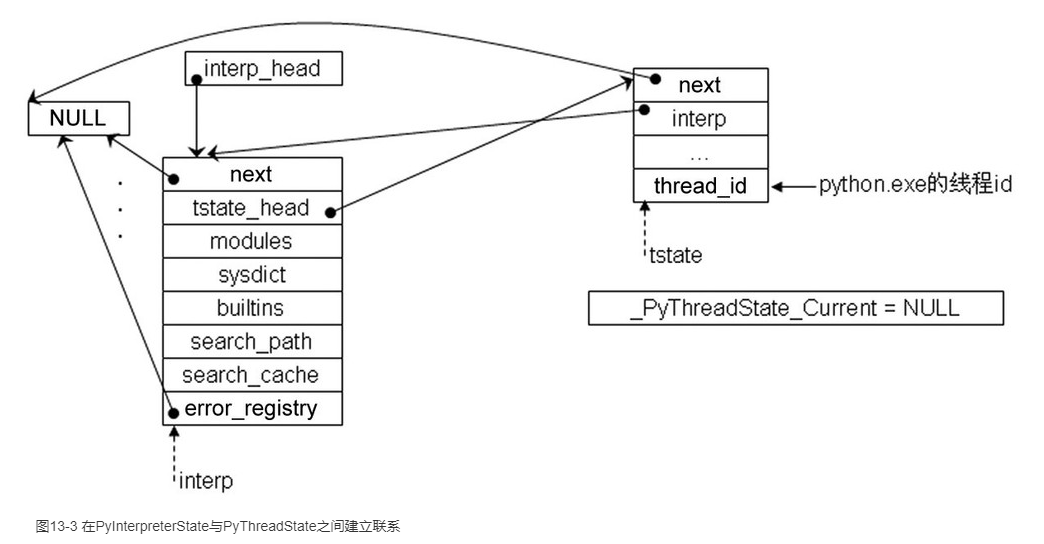 interp_head
NULL
next
tstate_head
modules
sysdict
builtins
search_path
search_cache
error_registry
interp
next
interp
...
thread_id
python.exe的线程id
tstate
_PyThreadState_Current = NULL
图13-3 在PyInterpreterState与PyThreadState之间建立联系